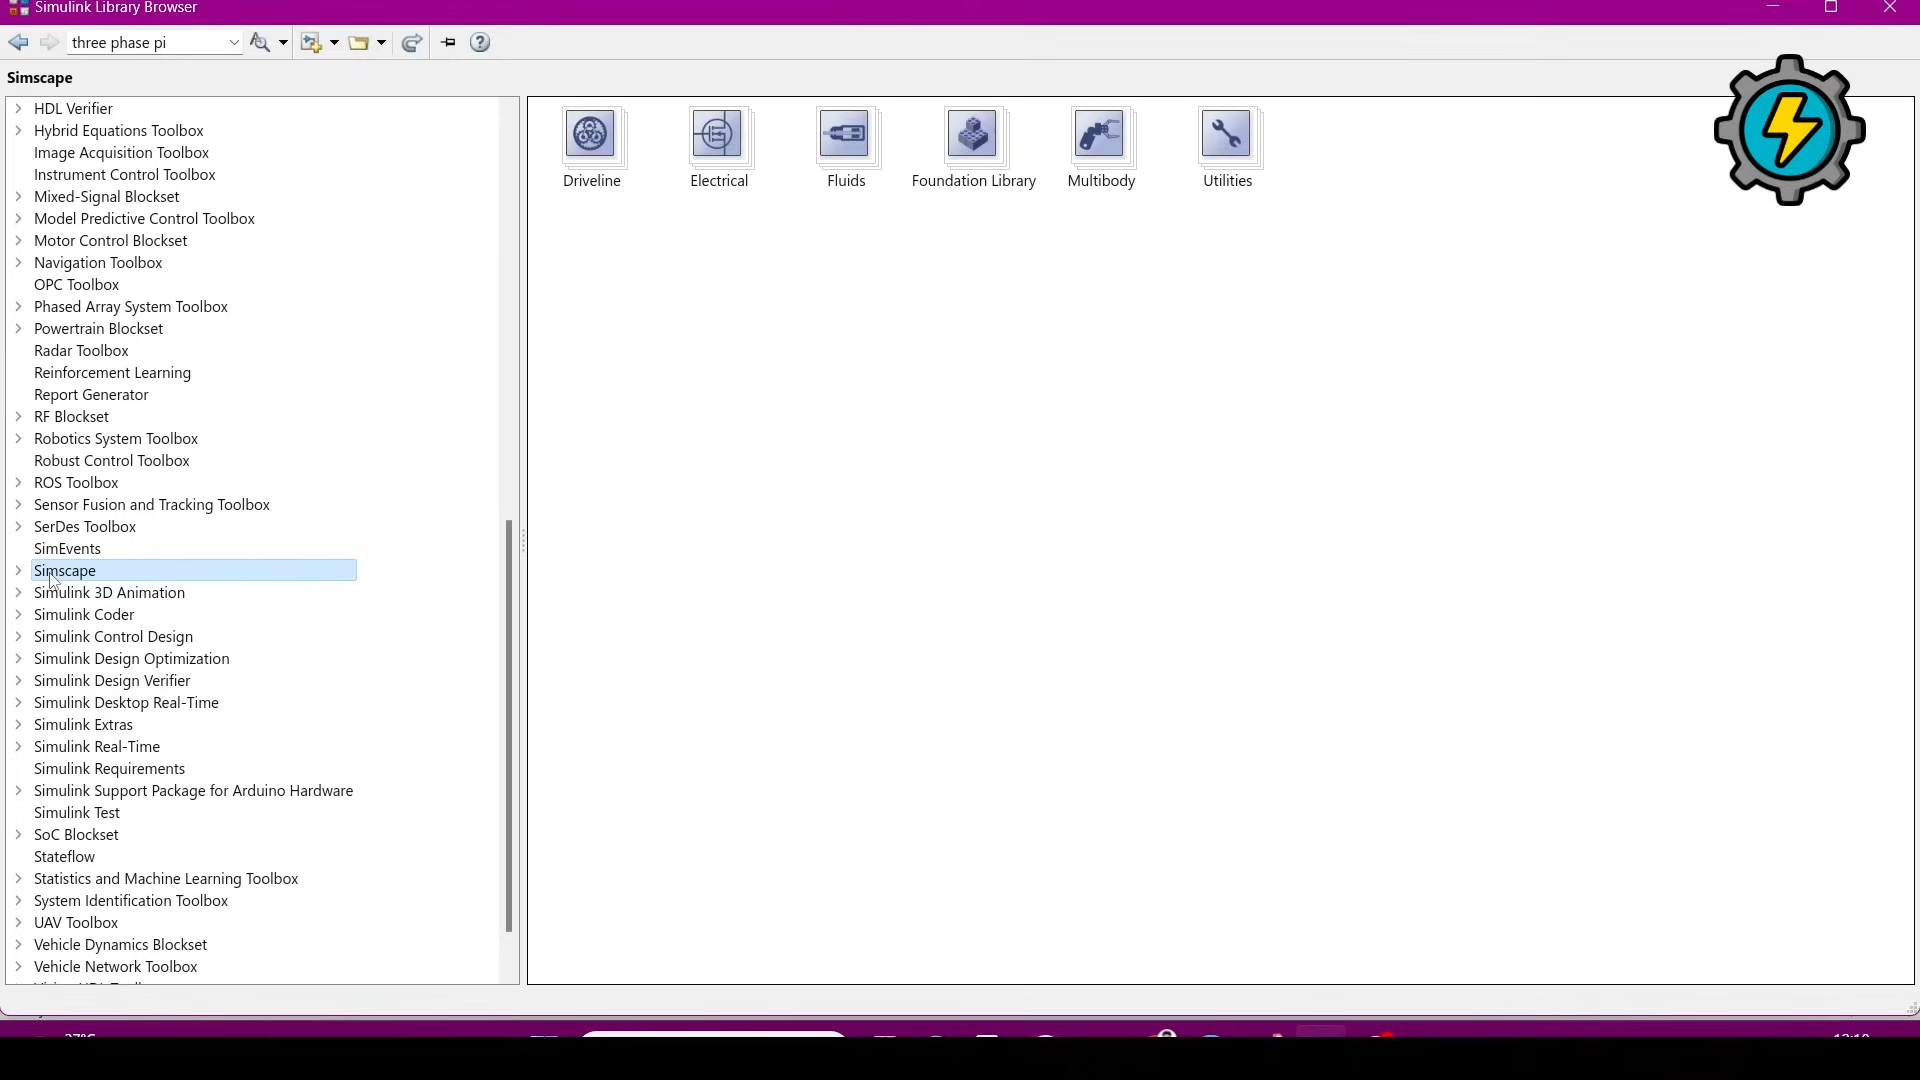 Simulink Library Browser
three phase pi
Simscape
HDL Verifier
Hybrid Equations Toolbox
Image Acquisition Toolbox
Instrument Control Toolbox
Mixed-Signal Blockset
Model Predictive Control Toolbox
Motor Control Blockset
Navigation Toolbox
OPC Toolbox
Phased Array System Toolbox
Powertrain Blockset
Radar Toolbox
Reinforcement Learning
Report Generator
RF Blockset
Robotics System Toolbox
Robust Control Toolbox
ROS Toolbox
Sensor Fusion and Tracking Toolbox
SerDes Toolbox
SimEvents
Simscape
Simulink 3D Animation
Simulink Coder
Simulink Control Design
Simulink Design Optimization
Simulink Design Verifier
Simulink Desktop Real-Time
Simulink Extras
Simulink Real-Time
Simulink Requirements
Simulink Support Package for Arduino Hardware
Simulink Test
SoC Blockset
Stateflow
Statistics and Machine Learning Toolbox
System Identification Toolbox
UAV Toolbox
Vehicle Dynamics Blockset
Vehicle Network Toolbox
Driveline
Electrical
Fluids
Foundation Library
Multibody
Utilities